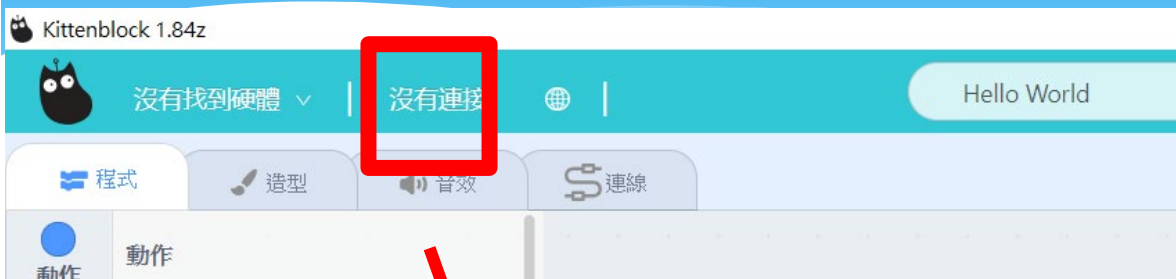 Kittenblock 1.84z
沒有找到硬體 沒有連接 Hello World
程式 造型 音效 連線
動作
動作